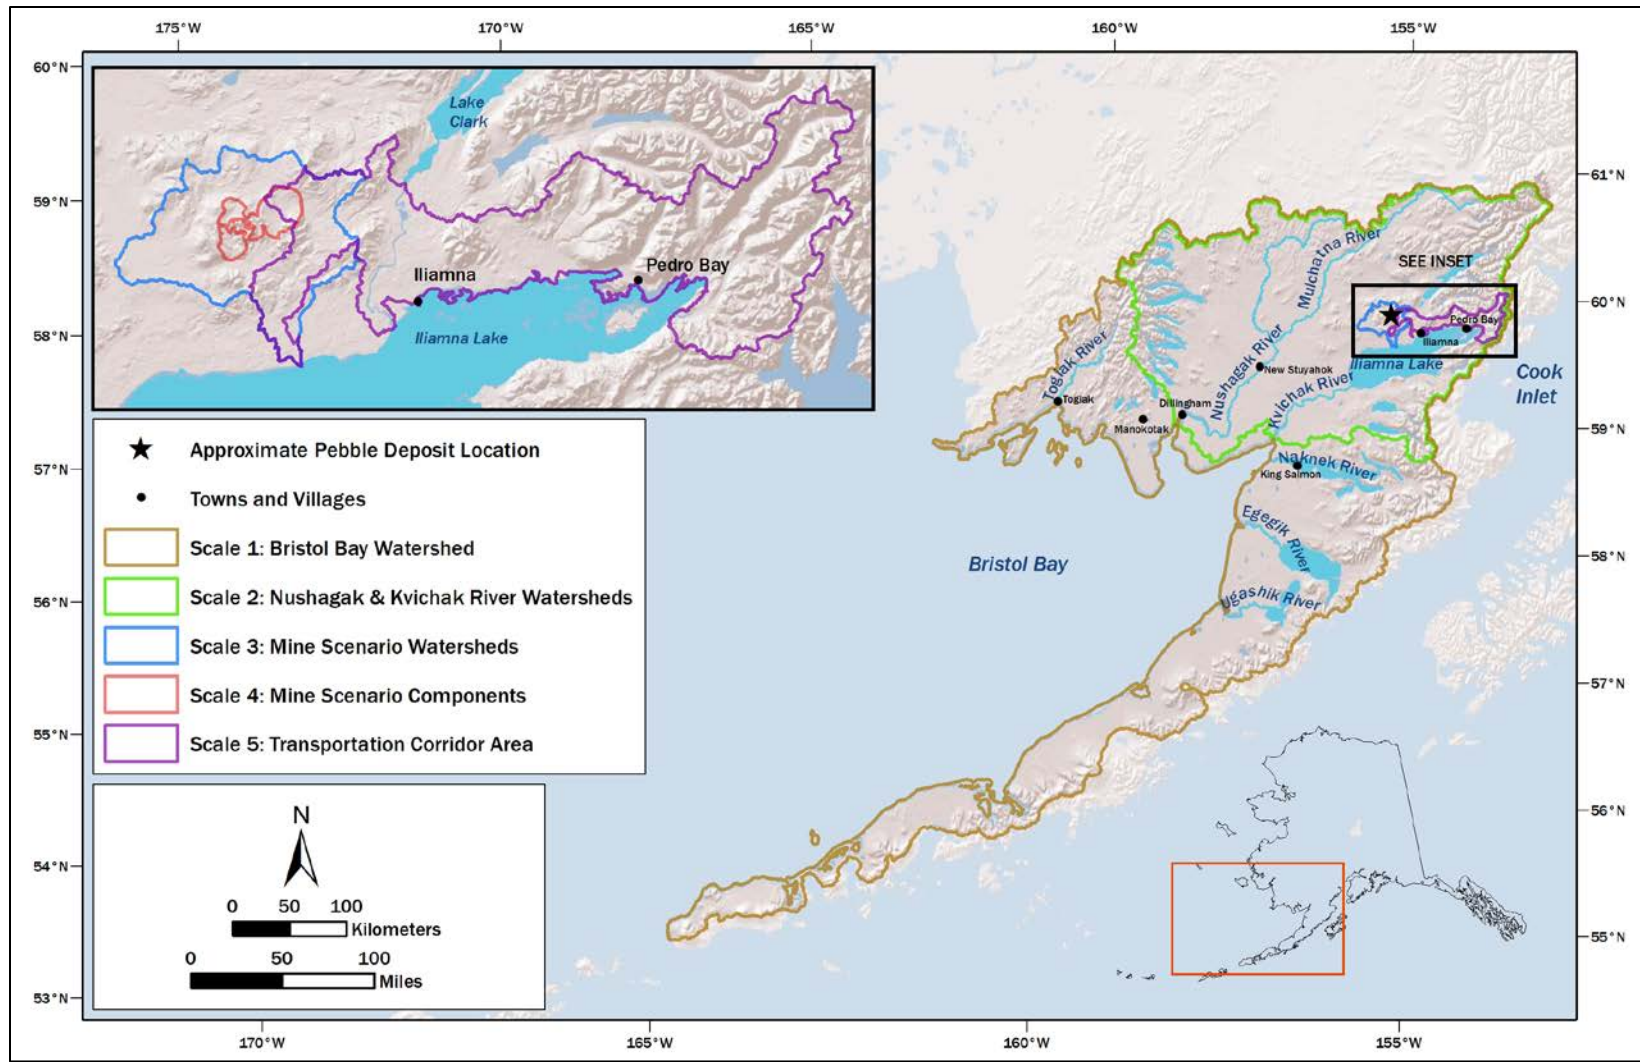 175°W 170°W 165°W 160°W 155°W
60°N
59°N
58°N
57°N
56°N
55°N
54°N
53°N
Lake
Clark
Iliamna
Pedro Bay
Iliamna Lake
Approximate Pebble Deposit Location
Towns and Villages
Scale 1: Bristol Bay Watershed
Scale 2: Nushagak & Kvichak River Watersheds
Scale 3: Mine Scenario Watersheds
Scale 4: Mine Scenario Components
Scale 5: Transportation Corridor Area
N
0 50 100
Kilometers
0 50 100
Miles
Mulchatna River
SEE INSET
Pedro Bay
Iliamna
Iliamna Lake
Cook
Inlet
Togiak River
Togiak
Nushagak River
New Stuyahok
Kvichak River
Dillingham
Manokotak
Naknek River
King Salmon
Egegik River
Ugashik River
Bristol Bay
61°N
60°N
59°N
58°N
57°N
56°N
55°N
170°W 165°W 160°W 155°W